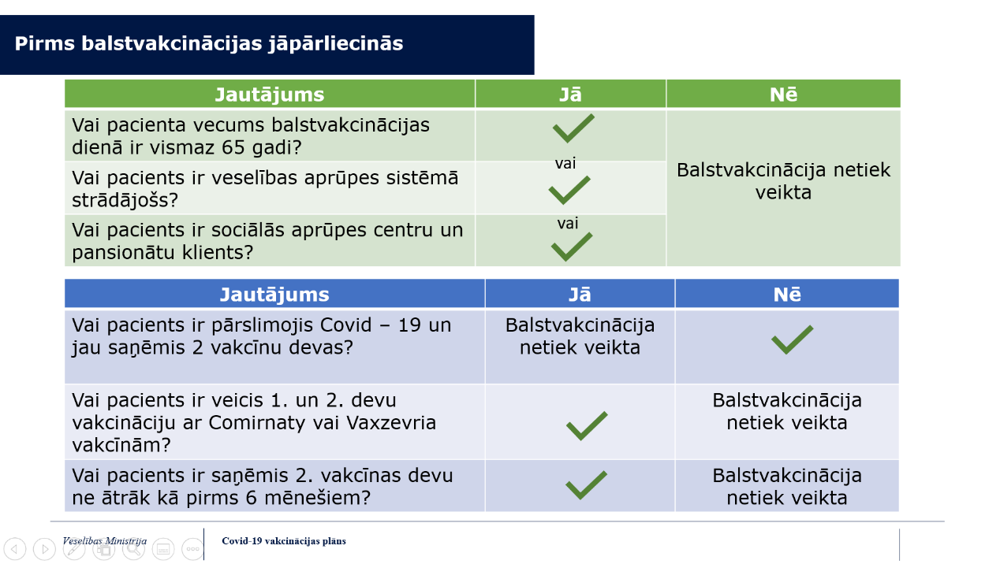 Pirms balstvakcinācijas jāpārliecinās
Jautājums Jā Nē
Vai pacienta vecums balstvakcinācijas
dienā ir vismaz 65 gadi?
vai
Vai pacients ir veselības aprūpes sistēmā
strādājošs?
Balstvakcinācija netiek
veikta
vai
Vai pacients ir sociālās aprūpes centru un
pansionātu klients?
Jautājums Jā Nē
Vai pacients ir pārslimojis Covid – 19 un
jau saņēmis 2 vakcīnu devas?
Balstvakcinācija
netiek veikta
Vai pacients ir veicis 1. un 2. devu
vakcināciju ar Comirnaty vai Vaxzevria
vakcīnām?
Balstvakcinācija
netiek veikta
Vai pacients ir saņēmis 2. vakcīnas devu
ne ātrāk kā pirms 6 mēnešiem?
Balstvakcinācija
netiek veikta
Veselības Ministrija
Covid-19 vakcinācijas plāns